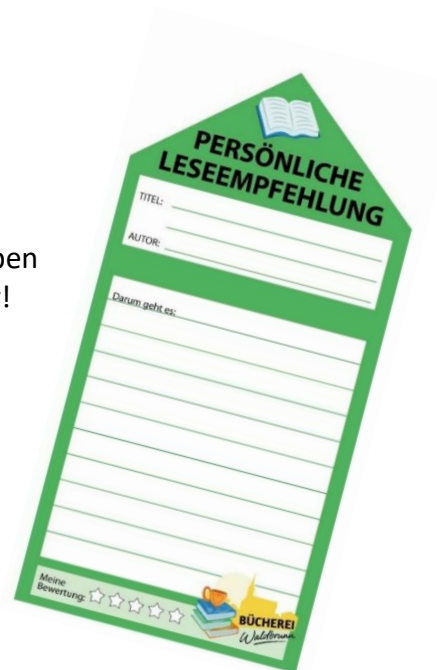 PERSÖNLICHE
LESEEMPFEHLUNG
TITEL:
AUTOR:
Darum geht es:
Meine
Bewertung:
BÜCHEREI
Waldbrunn